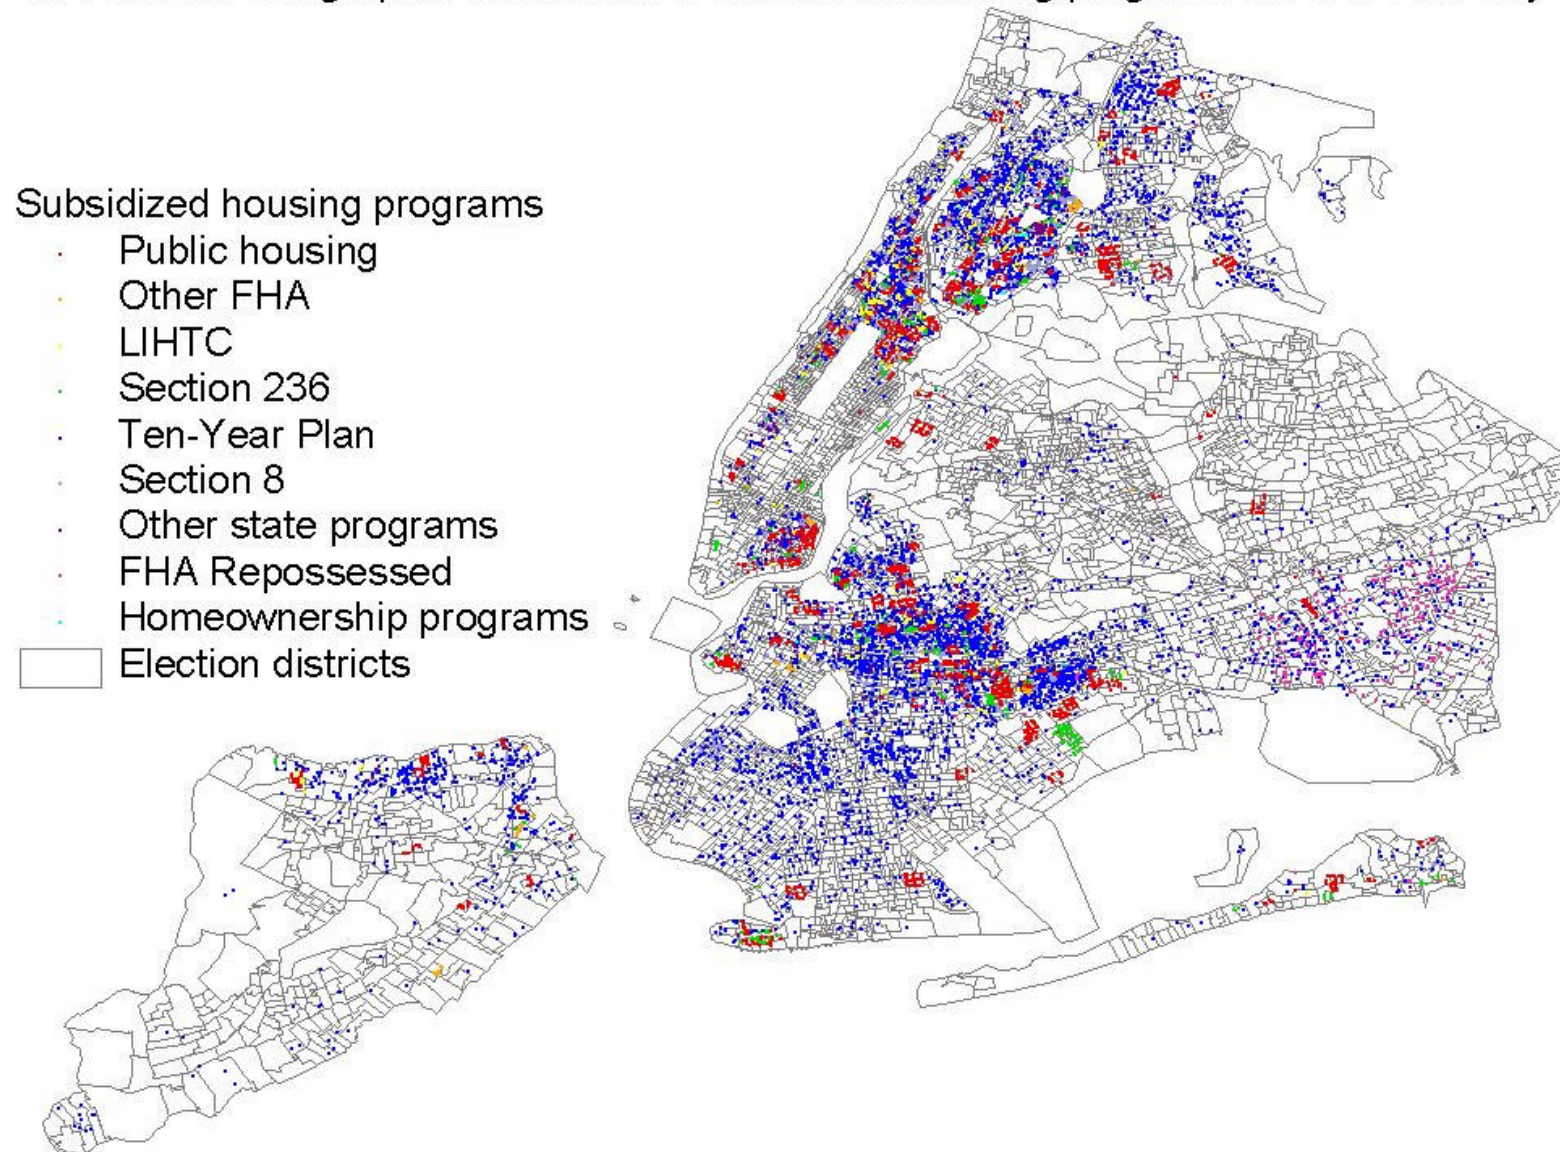 Subsidized housing programs
Public housing
Other FHA
LIHTC
Section 236
Ten-Year Plan
Section 8
Other state programs
FHA Repossessed
Homeownership programs
Election districts